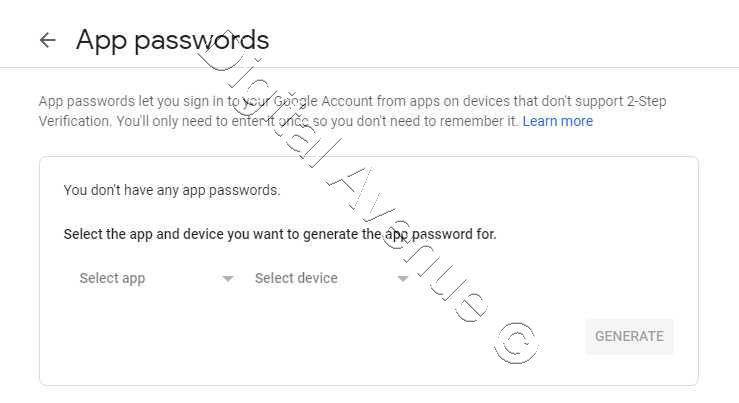 App passwords
App passwords let you sign in to your Google Account from apps on devices that don't support 2-Step
Verification. You'll only need to enter it once so you don't need to remember it. Learn more
You don't have any app passwords.
Select the app and device you want to generate the app password for.
Select app Select device
GENERATE
Digital Avenue ©